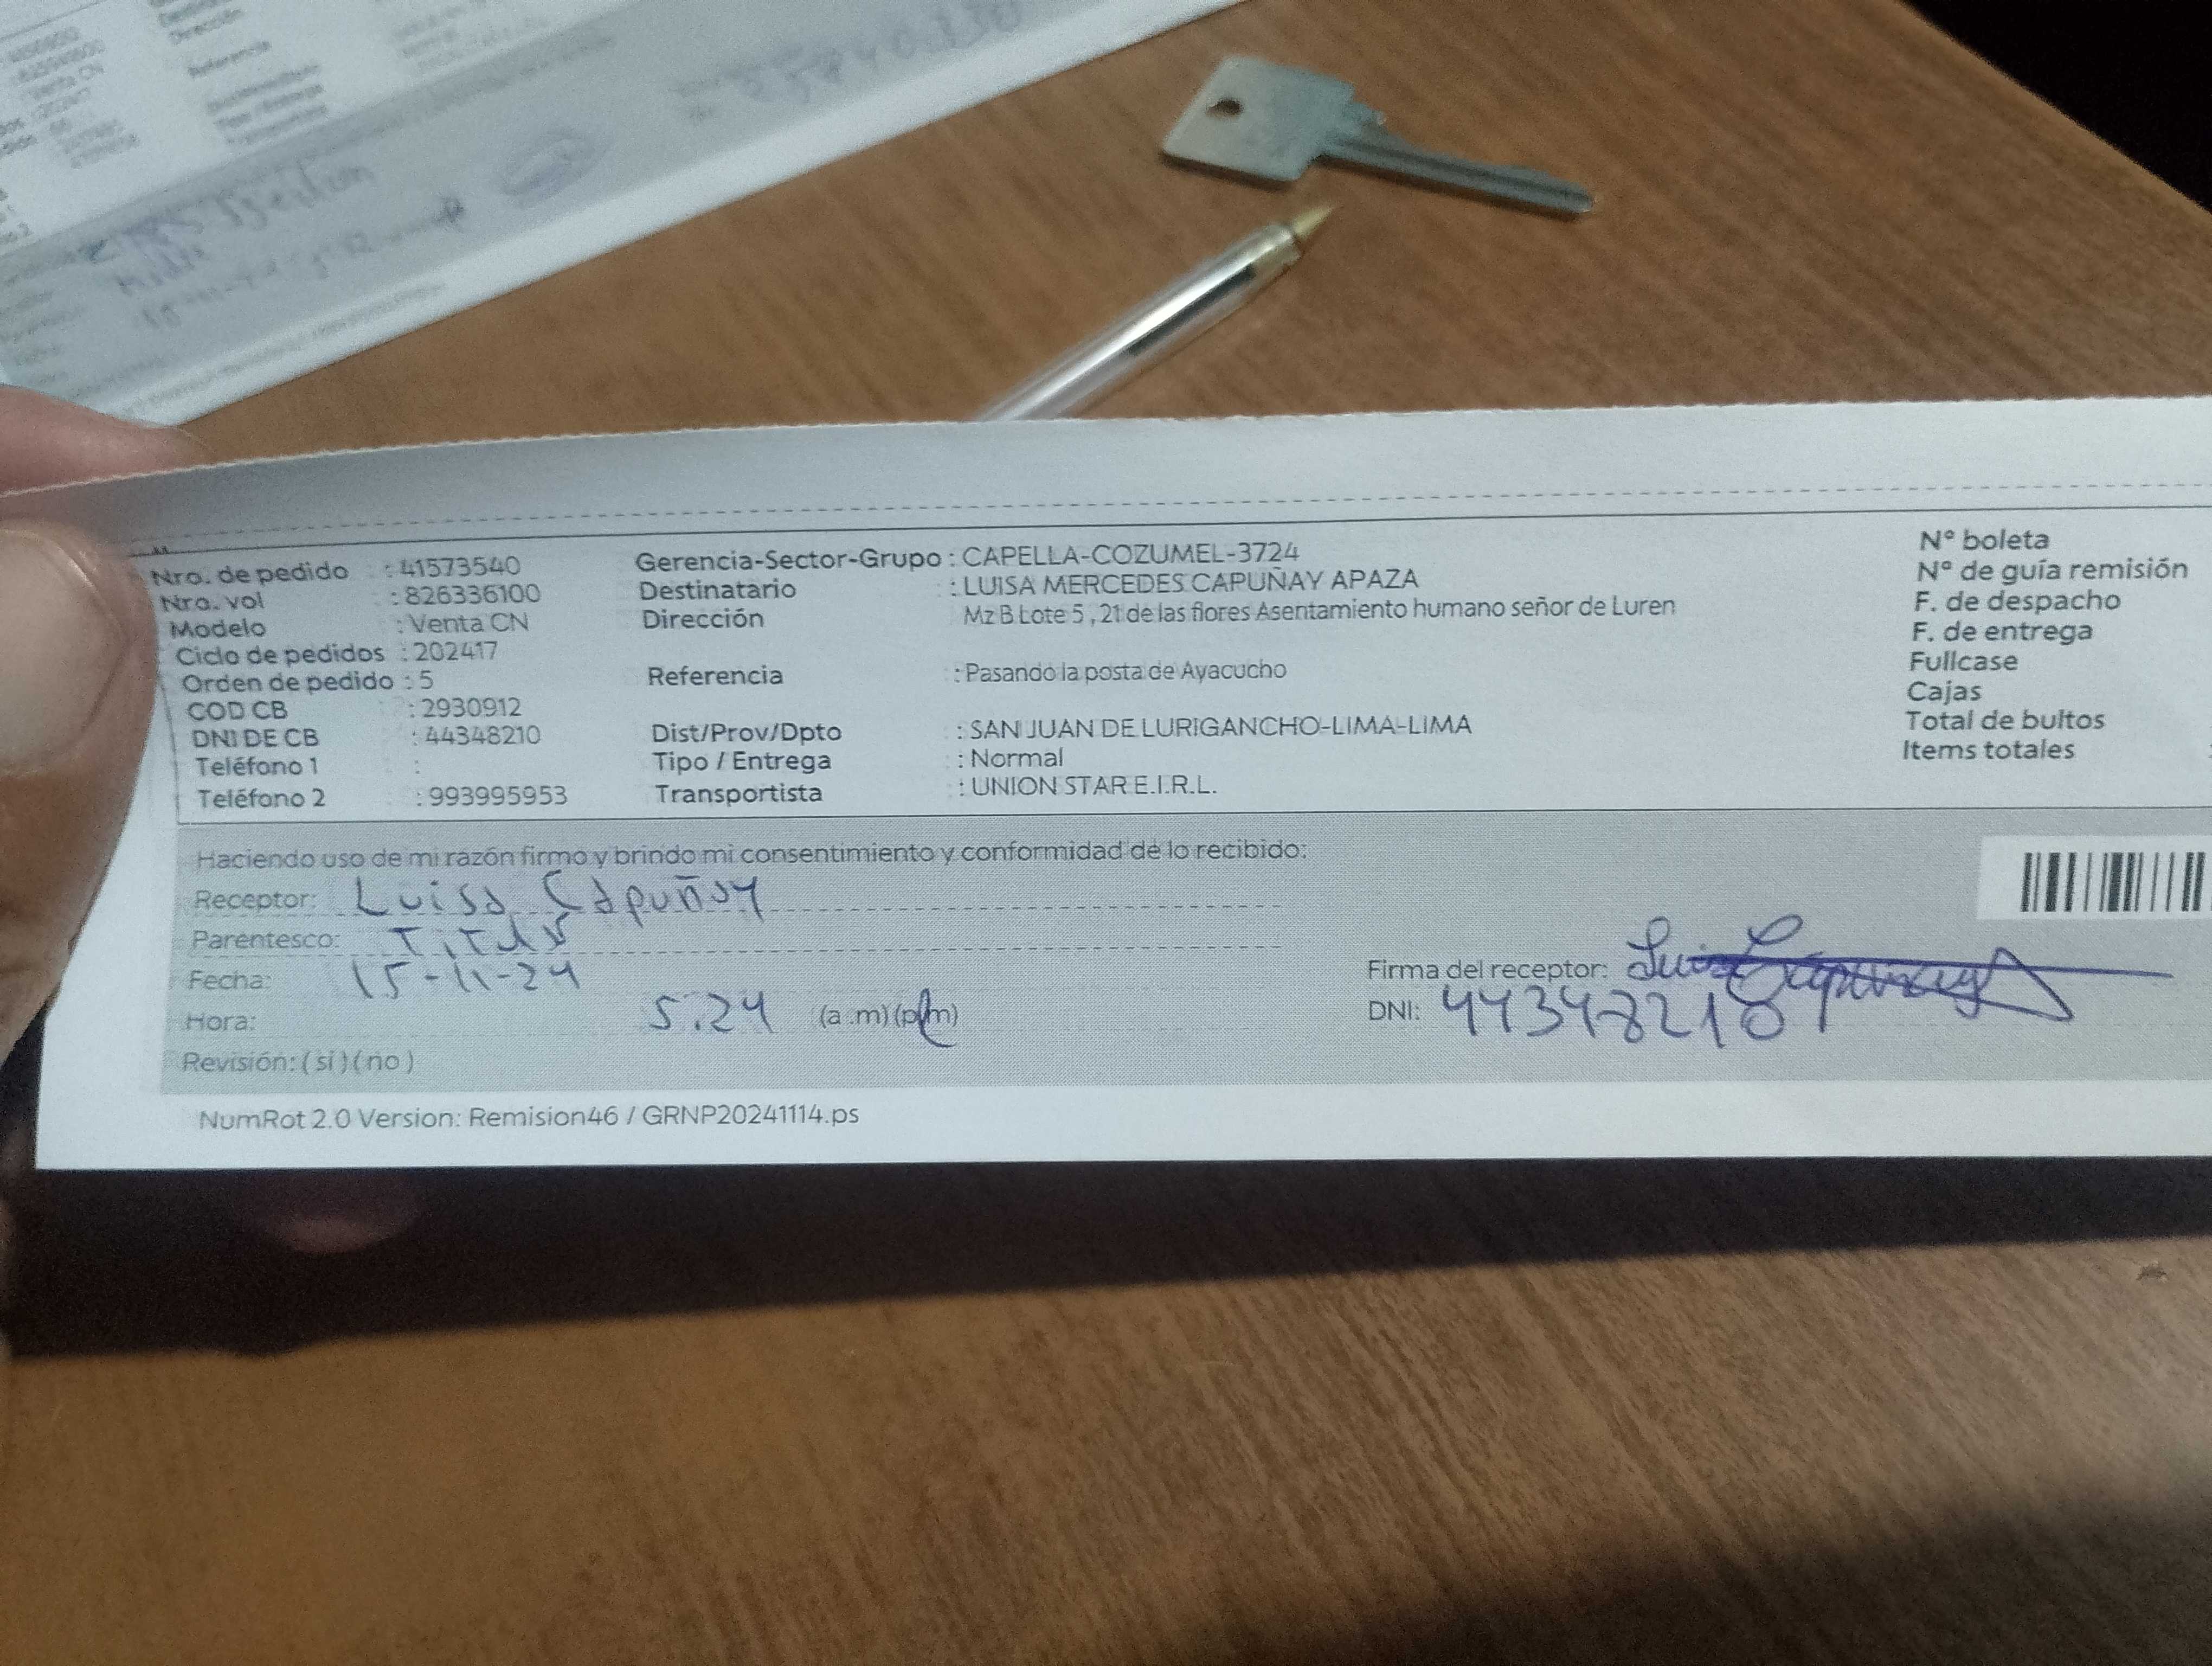 Nro. de pedido : 41573540
Nro. vol : 826336100
Modelo : Venta CN
Ciclo de pedidos : 202417
Orden de pedido : 5
COD CB : 2930912
DNI DE CB : 44348210
Teléfono 1 :
Teléfono 2 : 993995953
Gerencia-Sector-Grupo : CAPELLA-COZUMEL-3724
Destinatario : LUISA MERCEDES CAPUÑAY APAZA
Dirección Mz B Lote 5 , 21 de las flores Asentamiento humano señor de Luren
Referencia : Pasando la posta de Ayacucho
Dist/Prov/Dpto : SAN JUAN DE LURIGANCHO-LIMA-LIMA
Tipo / Entrega : Normal
Transportista : UNION STAR E.I.R.L.
N° boleta
N° de guía remisión
F. de despacho
F. de entrega
Fullcase
Cajas
Total de bultos
Items totales
Haciendo uso de mi razón firmo y brindo mi consentimiento y conformidad de lo recibido:
Receptor: Luisa Capuñay
Parentesco: Titular
Fecha: 15-11-24
Hora: 5:24 (a .m) (p.m)
Revisión: ( si ) ( no )
Firma del receptor: Luisa Capuñay
DNI: 44348210
NumRot 2.0 Version: Remision46 / GRNP20241114.ps